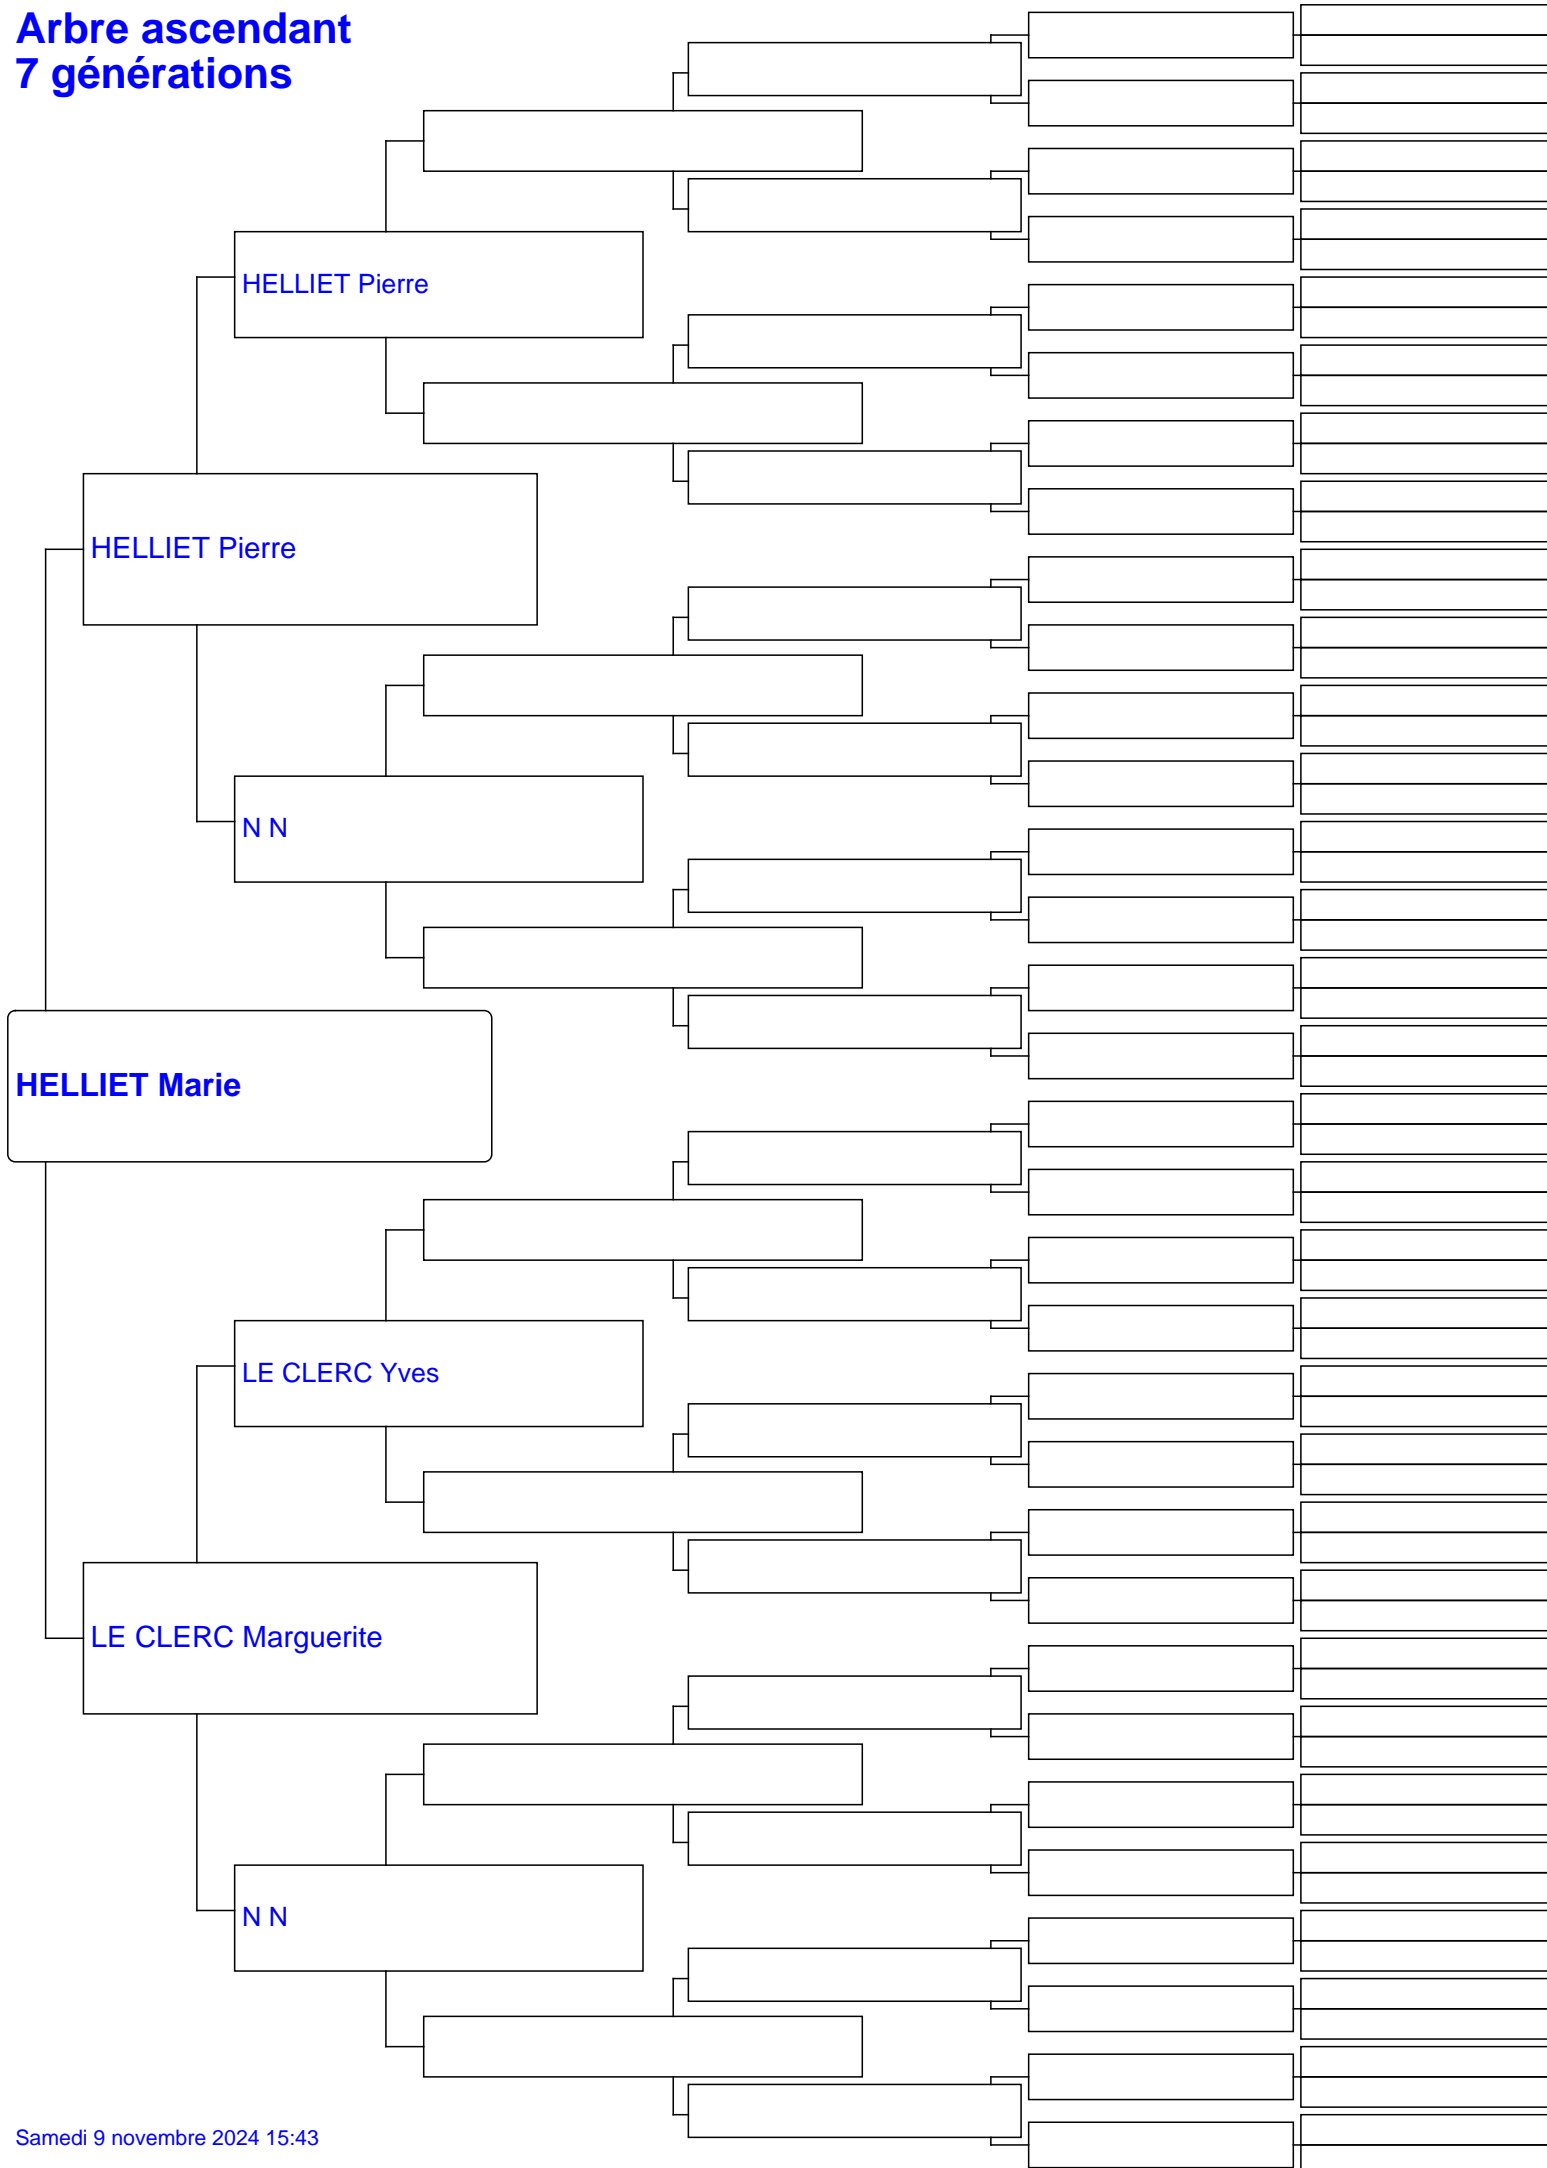 Arbre ascendant
7 générations
HELLIET Pierre
HELLIET Pierre
N N
HELLIET Marie
LE CLERC Yves
LE CLERC Marguerite
N N
Samedi 9 novembre 2024 15:43